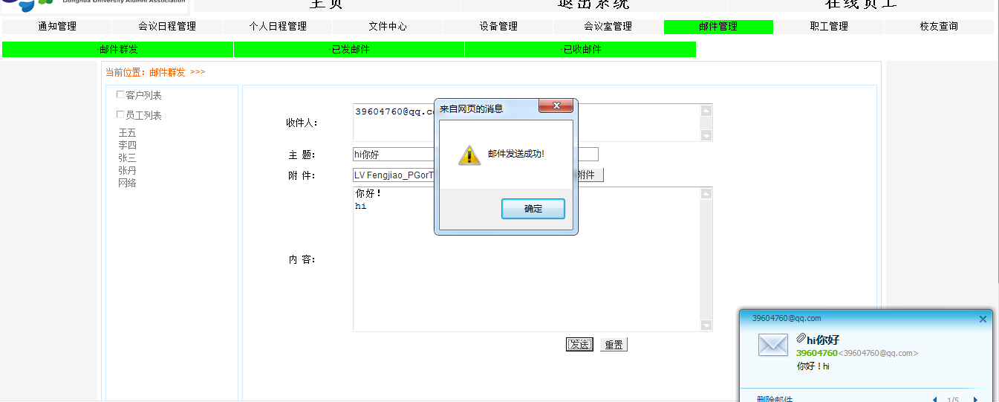 Donghua University Alumni Association
主页 退出系统 在线员工
通知管理 会议日程管理 个人日程管理 文件中心 设备管理 会议室管理 邮件管理 职工管理 校友查询
·邮件群发 ·已发邮件 ·已收邮件
当前位置：邮件群发 >>>
客户列表
员工列表
王五
李四
张三
张丹
网络
收件人：
39604760@qq.co
主 题：
hi你好
附 件：
LV Fengjiao_PGorT
附件
内 容：
你好！
hi
发送 重置
来自网页的消息
邮件发送成功!
确定
39604760@qq.com
hi你好
39604760<39604760@qq.com>
你好！hi
删除邮件 1/5